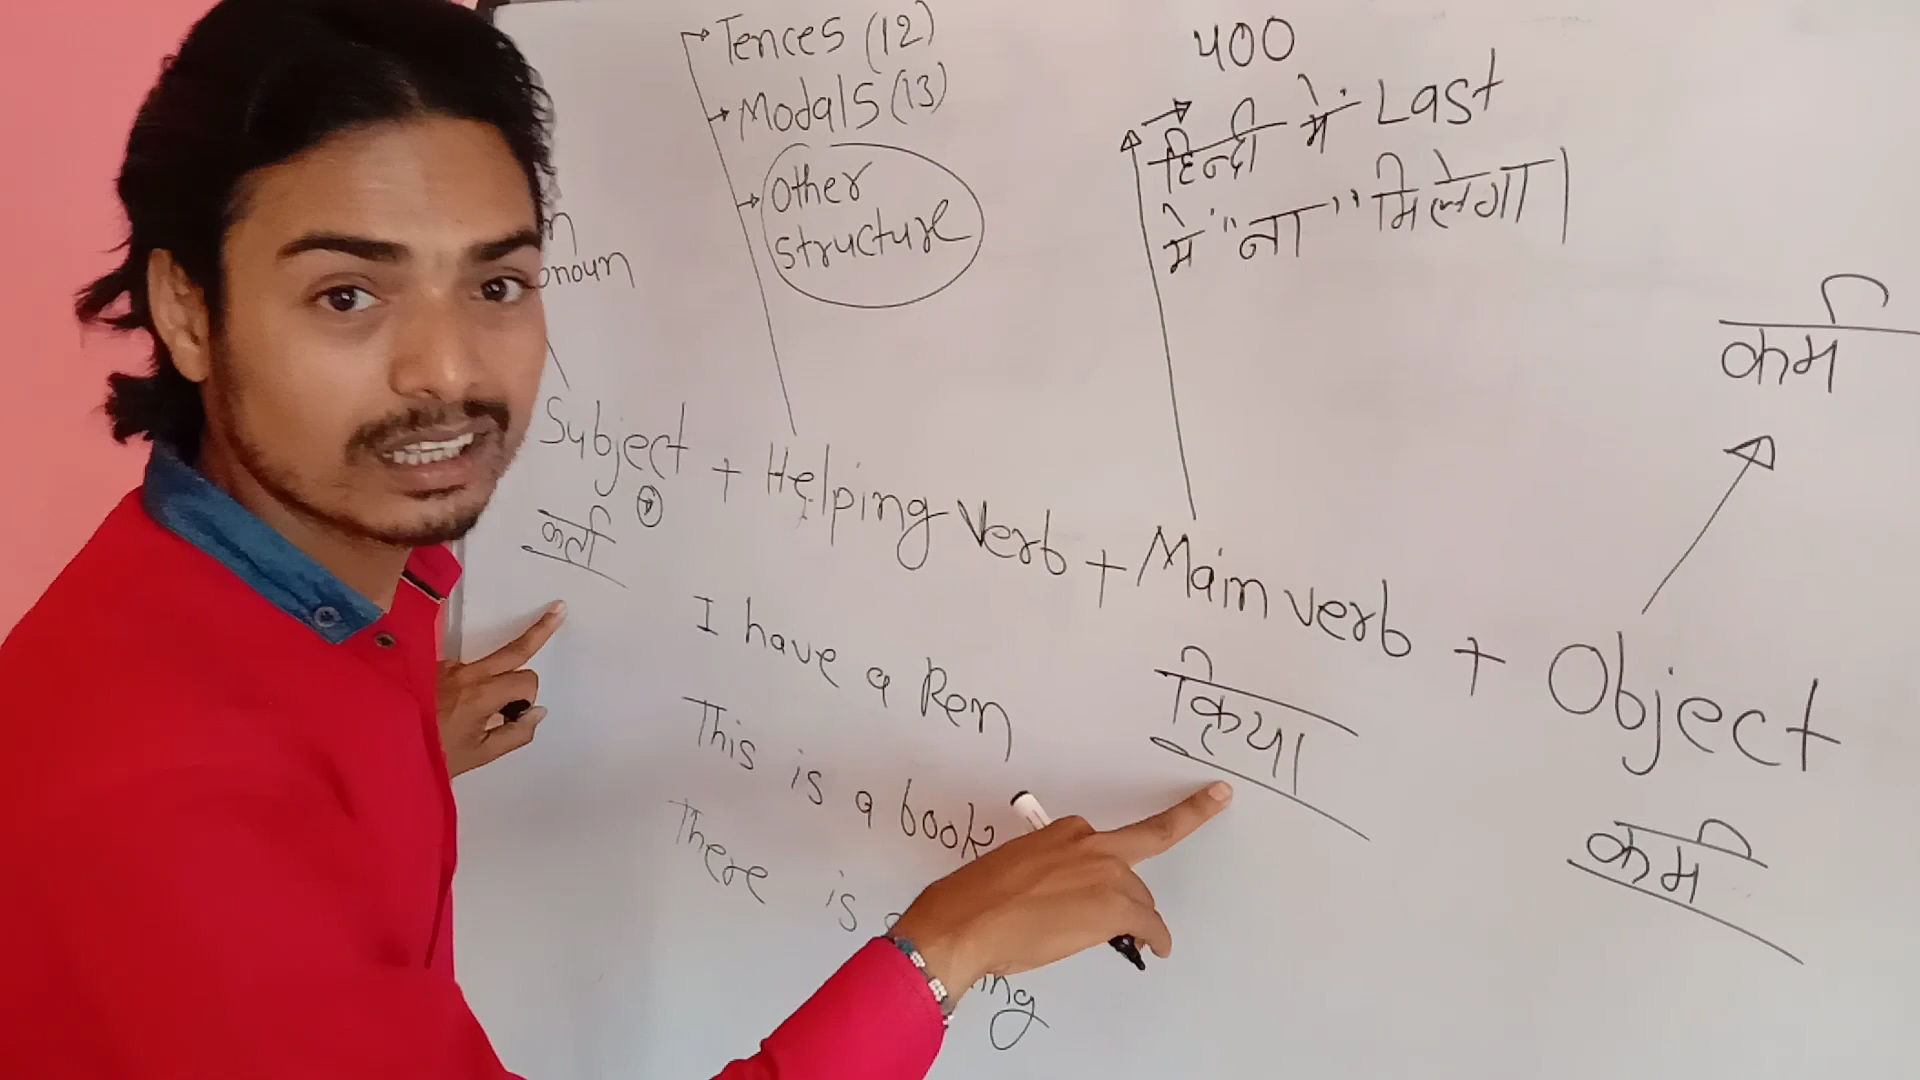 Tences (12)
Modals (13)
Other
structure
400
हिन्दी में Last
में "ना" मिलेगा।
कर्म
Subject + Helping Verb + Main verb + Object
कर्ता
क्रिया
कर्म
I have a Pen
This is a book
There is